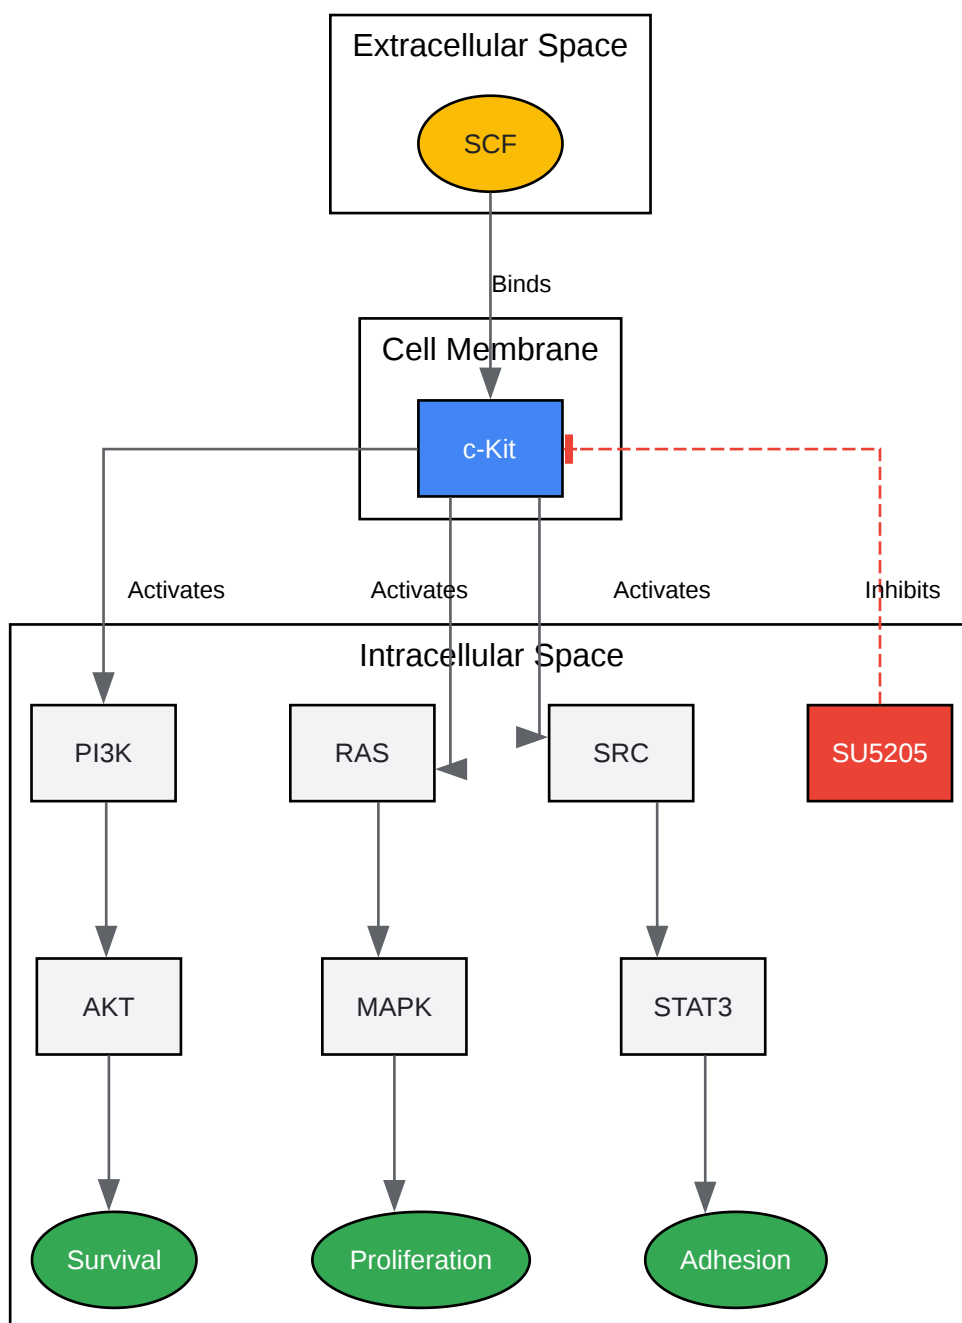 Extracellular Space
SCF
Binds
Cell Membrane
c-Kit
Activates
Activates
Activates
Inhibits
Intracellular Space
PI3K
RAS
SRC
SU5205
AKT
MAPK
STAT3
Survival
Proliferation
Adhesion